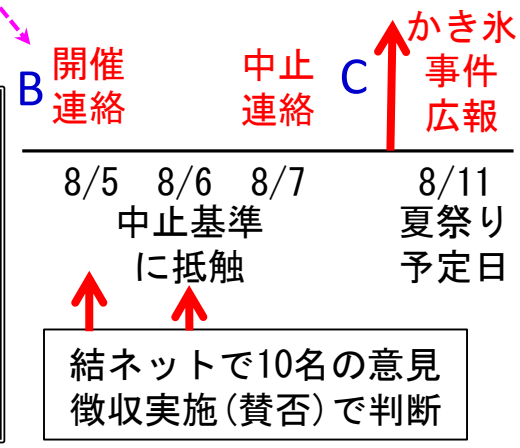 B 開催 中止 C かき氷
連絡 連絡 事件
広報
8/5 8/6 8/7 8/11
中止基準 夏祭り
に抵触 予定日
結ネットで10名の意見
徴収実施(賛否)で判断